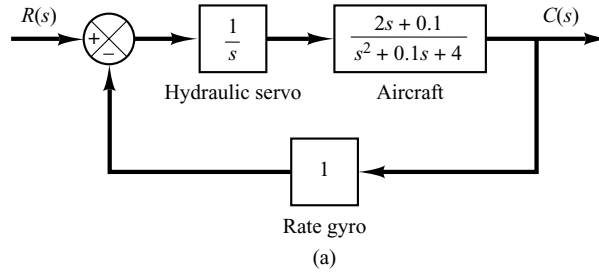 R(s)
C(s)
+
−
1
s
2s + 0.1
s² + 0.1s + 4
Hydraulic servo
Aircraft
1
Rate gyro
(a)